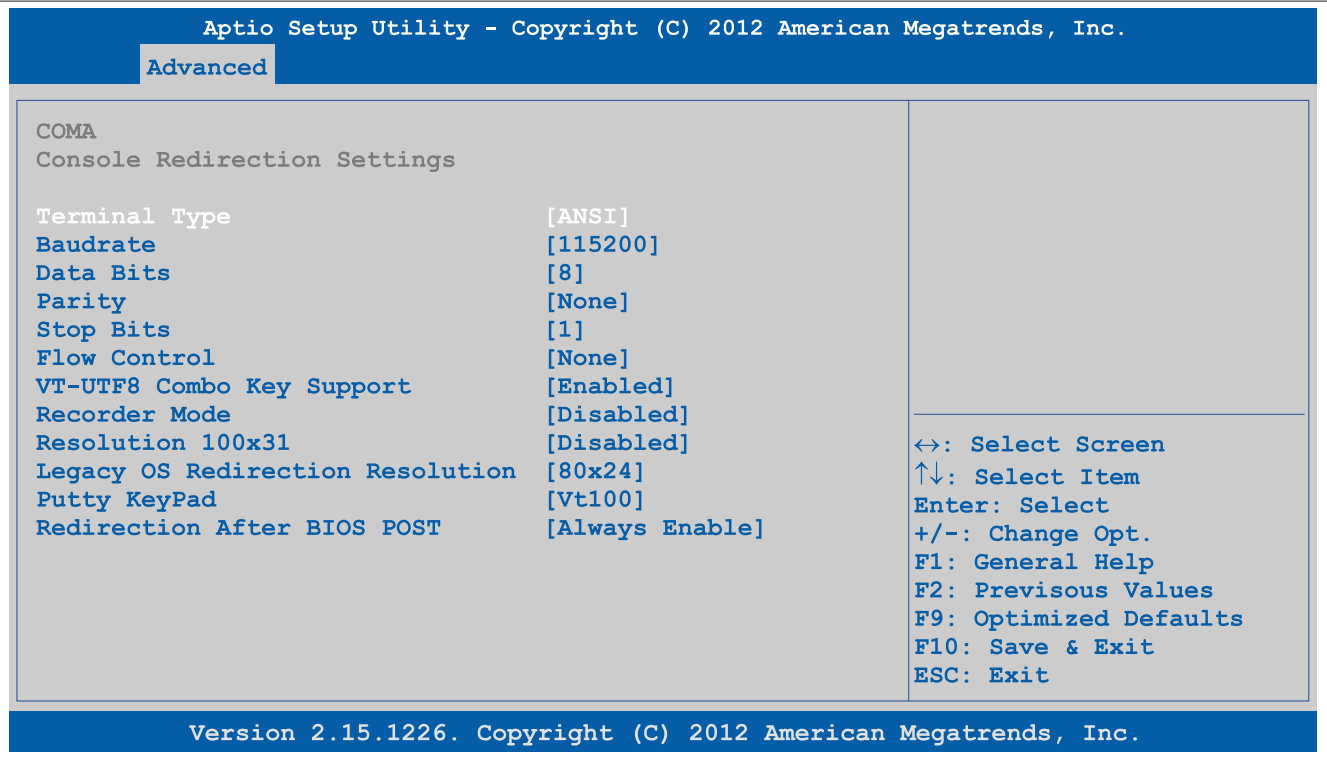 Aptio Setup Utility - Copyright (C) 2012 American Megatrends, Inc.
Advanced
COMA
Console Redirection Settings
Terminal Type [ANSI]
Baudrate [115200]
Data Bits [8]
Parity [None]
Stop Bits [1]
Flow Control [None]
VT-UTF8 Combo Key Support [Enabled]
Recorder Mode [Disabled]
Resolution 100x31 [Disabled]
Legacy OS Redirection Resolution [80x24]
Putty KeyPad [Vt100]
Redirection After BIOS POST [Always Enable]
↔: Select Screen
↑↓: Select Item
Enter: Select
+/-: Change Opt.
F1: General Help
F2: Previsous Values
F9: Optimized Defaults
F10: Save & Exit
ESC: Exit
Version 2.15.1226. Copyright (C) 2012 American Megatrends, Inc.